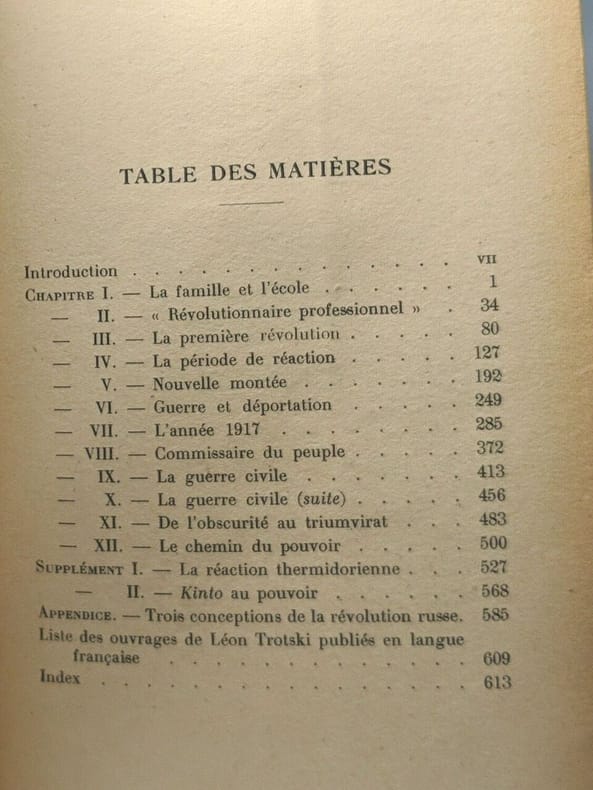 TABLE DES MATIÈRES
Introduction . . . . . . . . . . . . . VII
CHAPITRE I. — La famille et l'école . . . . . . 1
— II. — « Révolutionnaire professionnel » . 34
— III. — La première révolution . . . . . 80
— IV. — La période de réaction . . . . . 127
— V. — Nouvelle montée . . . . . . . 192
— VI. — Guerre et déportation . . . . . 249
— VII. — L'année 1917 . . . . . . . . 285
— VIII. — Commissaire du peuple . . . . . 372
— IX. — La guerre civile . . . . . . . 413
— X. — La guerre civile (suite) . . . . . 456
— XI. — De l'obscurité au triumvirat . . . 483
— XII. — Le chemin du pouvoir . . . . . 500
SUPPLÉMENT I. — La réaction thermidorienne . . . 527
— II. — Kinto au pouvoir . . . . . . 568
APPENDICE. — Trois conceptions de la révolution russe. 585
Liste des ouvrages de Léon Trotski publiés en langue
française . . . . . . . . . . . 609
Index . . . . . . . . . . . . . . 613